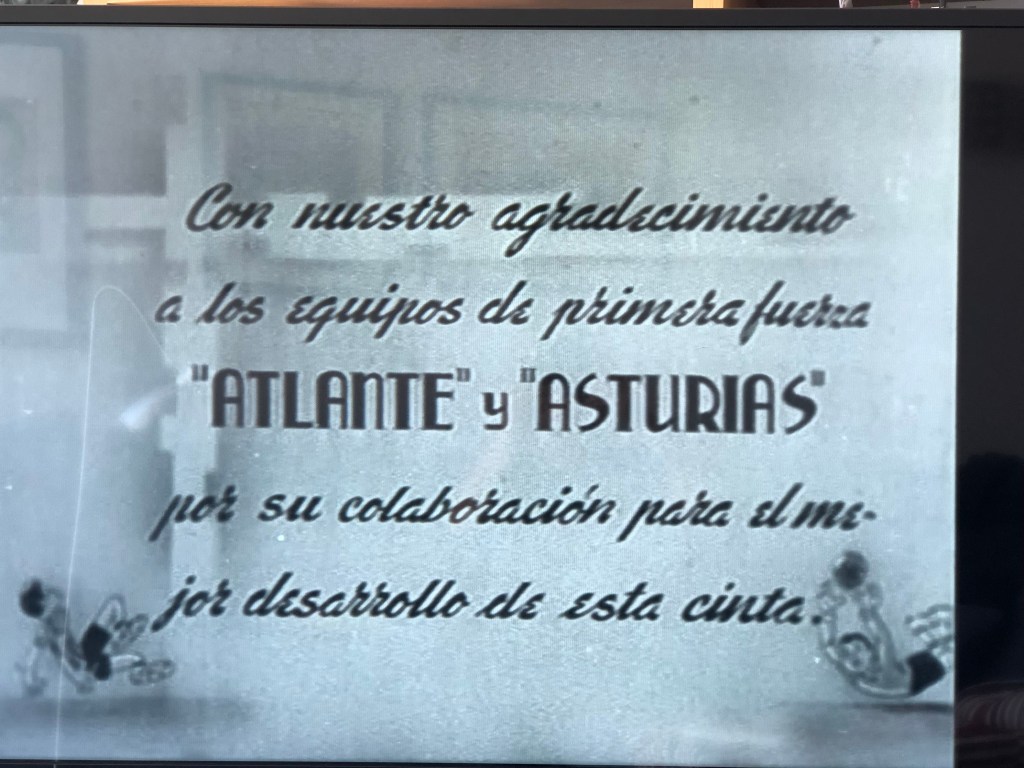 Con nuestro agradecimiento
a los equipos de primera fuerza
"ATLANTE" y "ASTURIAS"
por su colaboración para el me-
jor desarrollo de esta cinta.